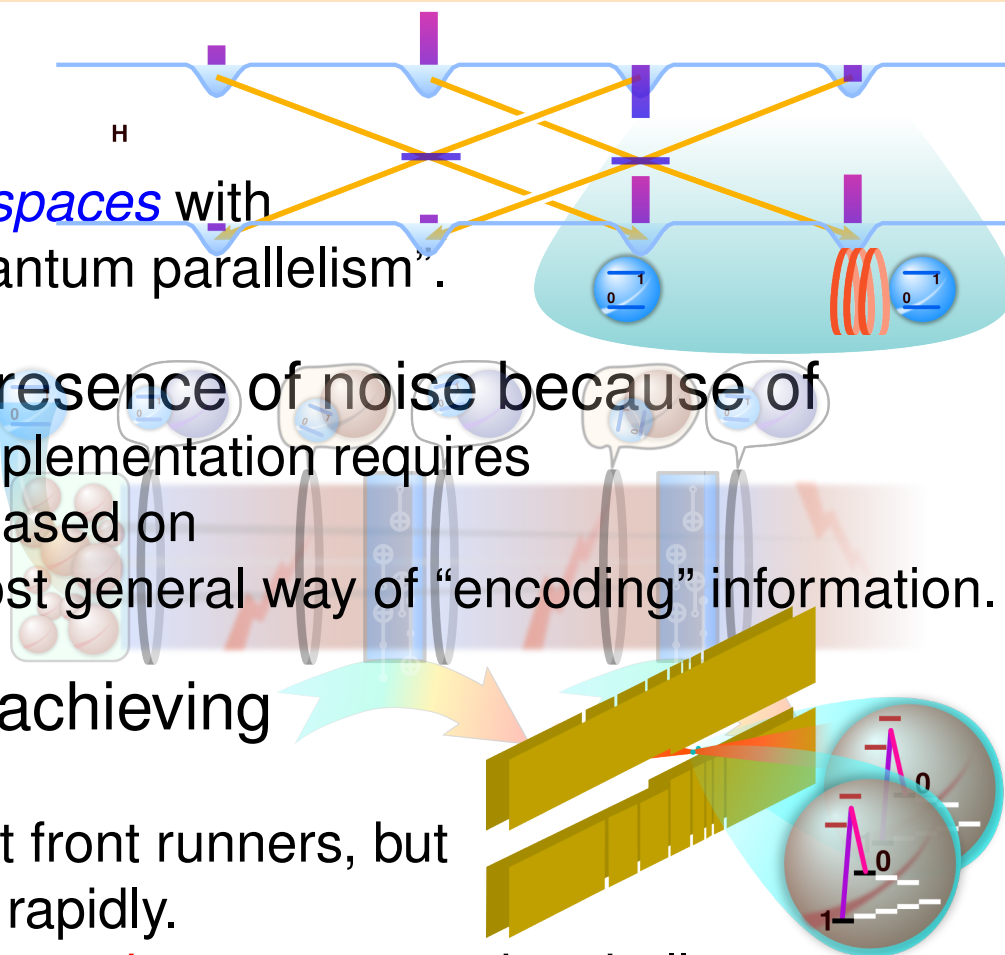 H
spaces with
antum parallelism”.
1
0
1
0
resence of noise because of
plementation requires
ased on
ost general way of “encoding” information.
achieving
t front runners, but
rapidly.
0
0
1